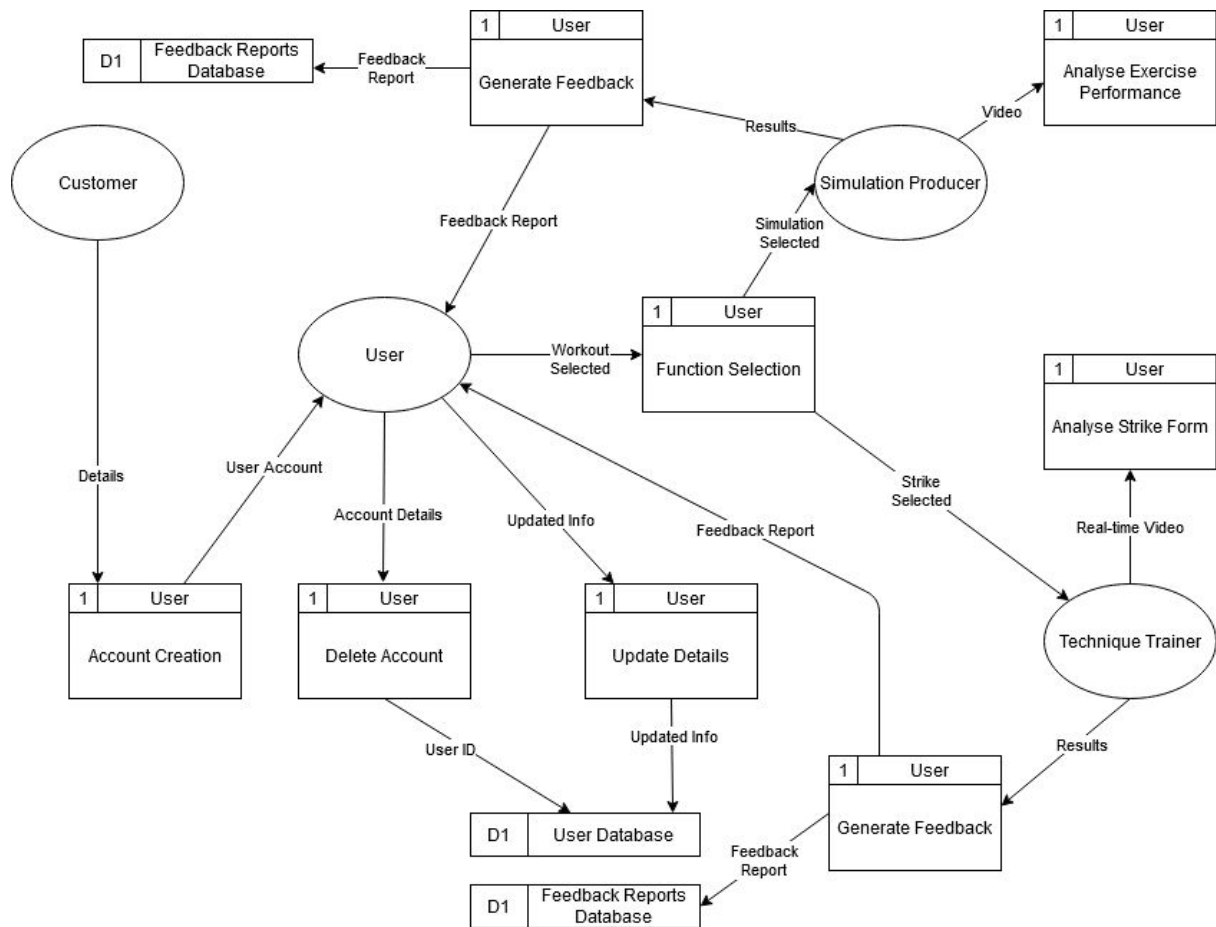 1 User
Generate Feedback
D1 Feedback Reports
Database
Feedback
Report
1 User
Analyse Exercise
Performance
Video
Results
Customer
Simulation Producer
Feedback Report
Simulation
Selected
1 User
Function Selection
User
Workout
Selected
1 User
Analyse Strike Form
Details
User Account
Account Details
Updated Info
Feedback Report
Strike
Selected
Real-time Video
1 User
Account Creation
1 User
Delete Account
1 User
Update Details
Technique Trainer
User ID
Updated Info
Results
1 User
Generate Feedback
D1 User Database
Feedback
Report
D1 Feedback Reports
Database